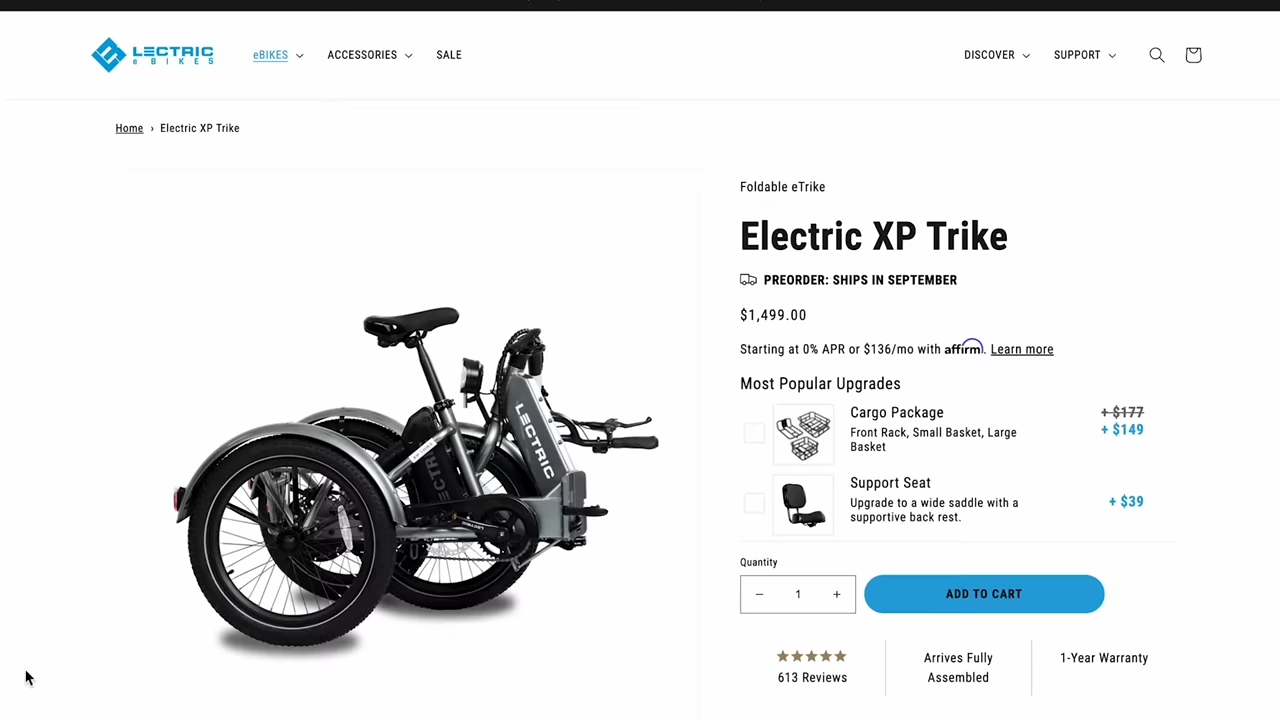 LECTRIC
eBIKES
eBIKES
ACCESSORIES
SALE
DISCOVER
SUPPORT
Home › Electric XP Trike
Foldable eTrike
Electric XP Trike
PREORDER: SHIPS IN SEPTEMBER
$1,499.00
Starting at 0% APR or $136/mo with affirm. Learn more
Most Popular Upgrades
Cargo Package
+ $177
Front Rack, Small Basket, Large
Basket
+ $149
Support Seat
Upgrade to a wide saddle with a
supportive back rest.
+ $39
Quantity
− 1 +
ADD TO CART
★★★★★
613 Reviews
Arrives Fully
Assembled
1-Year Warranty
LECTRIC